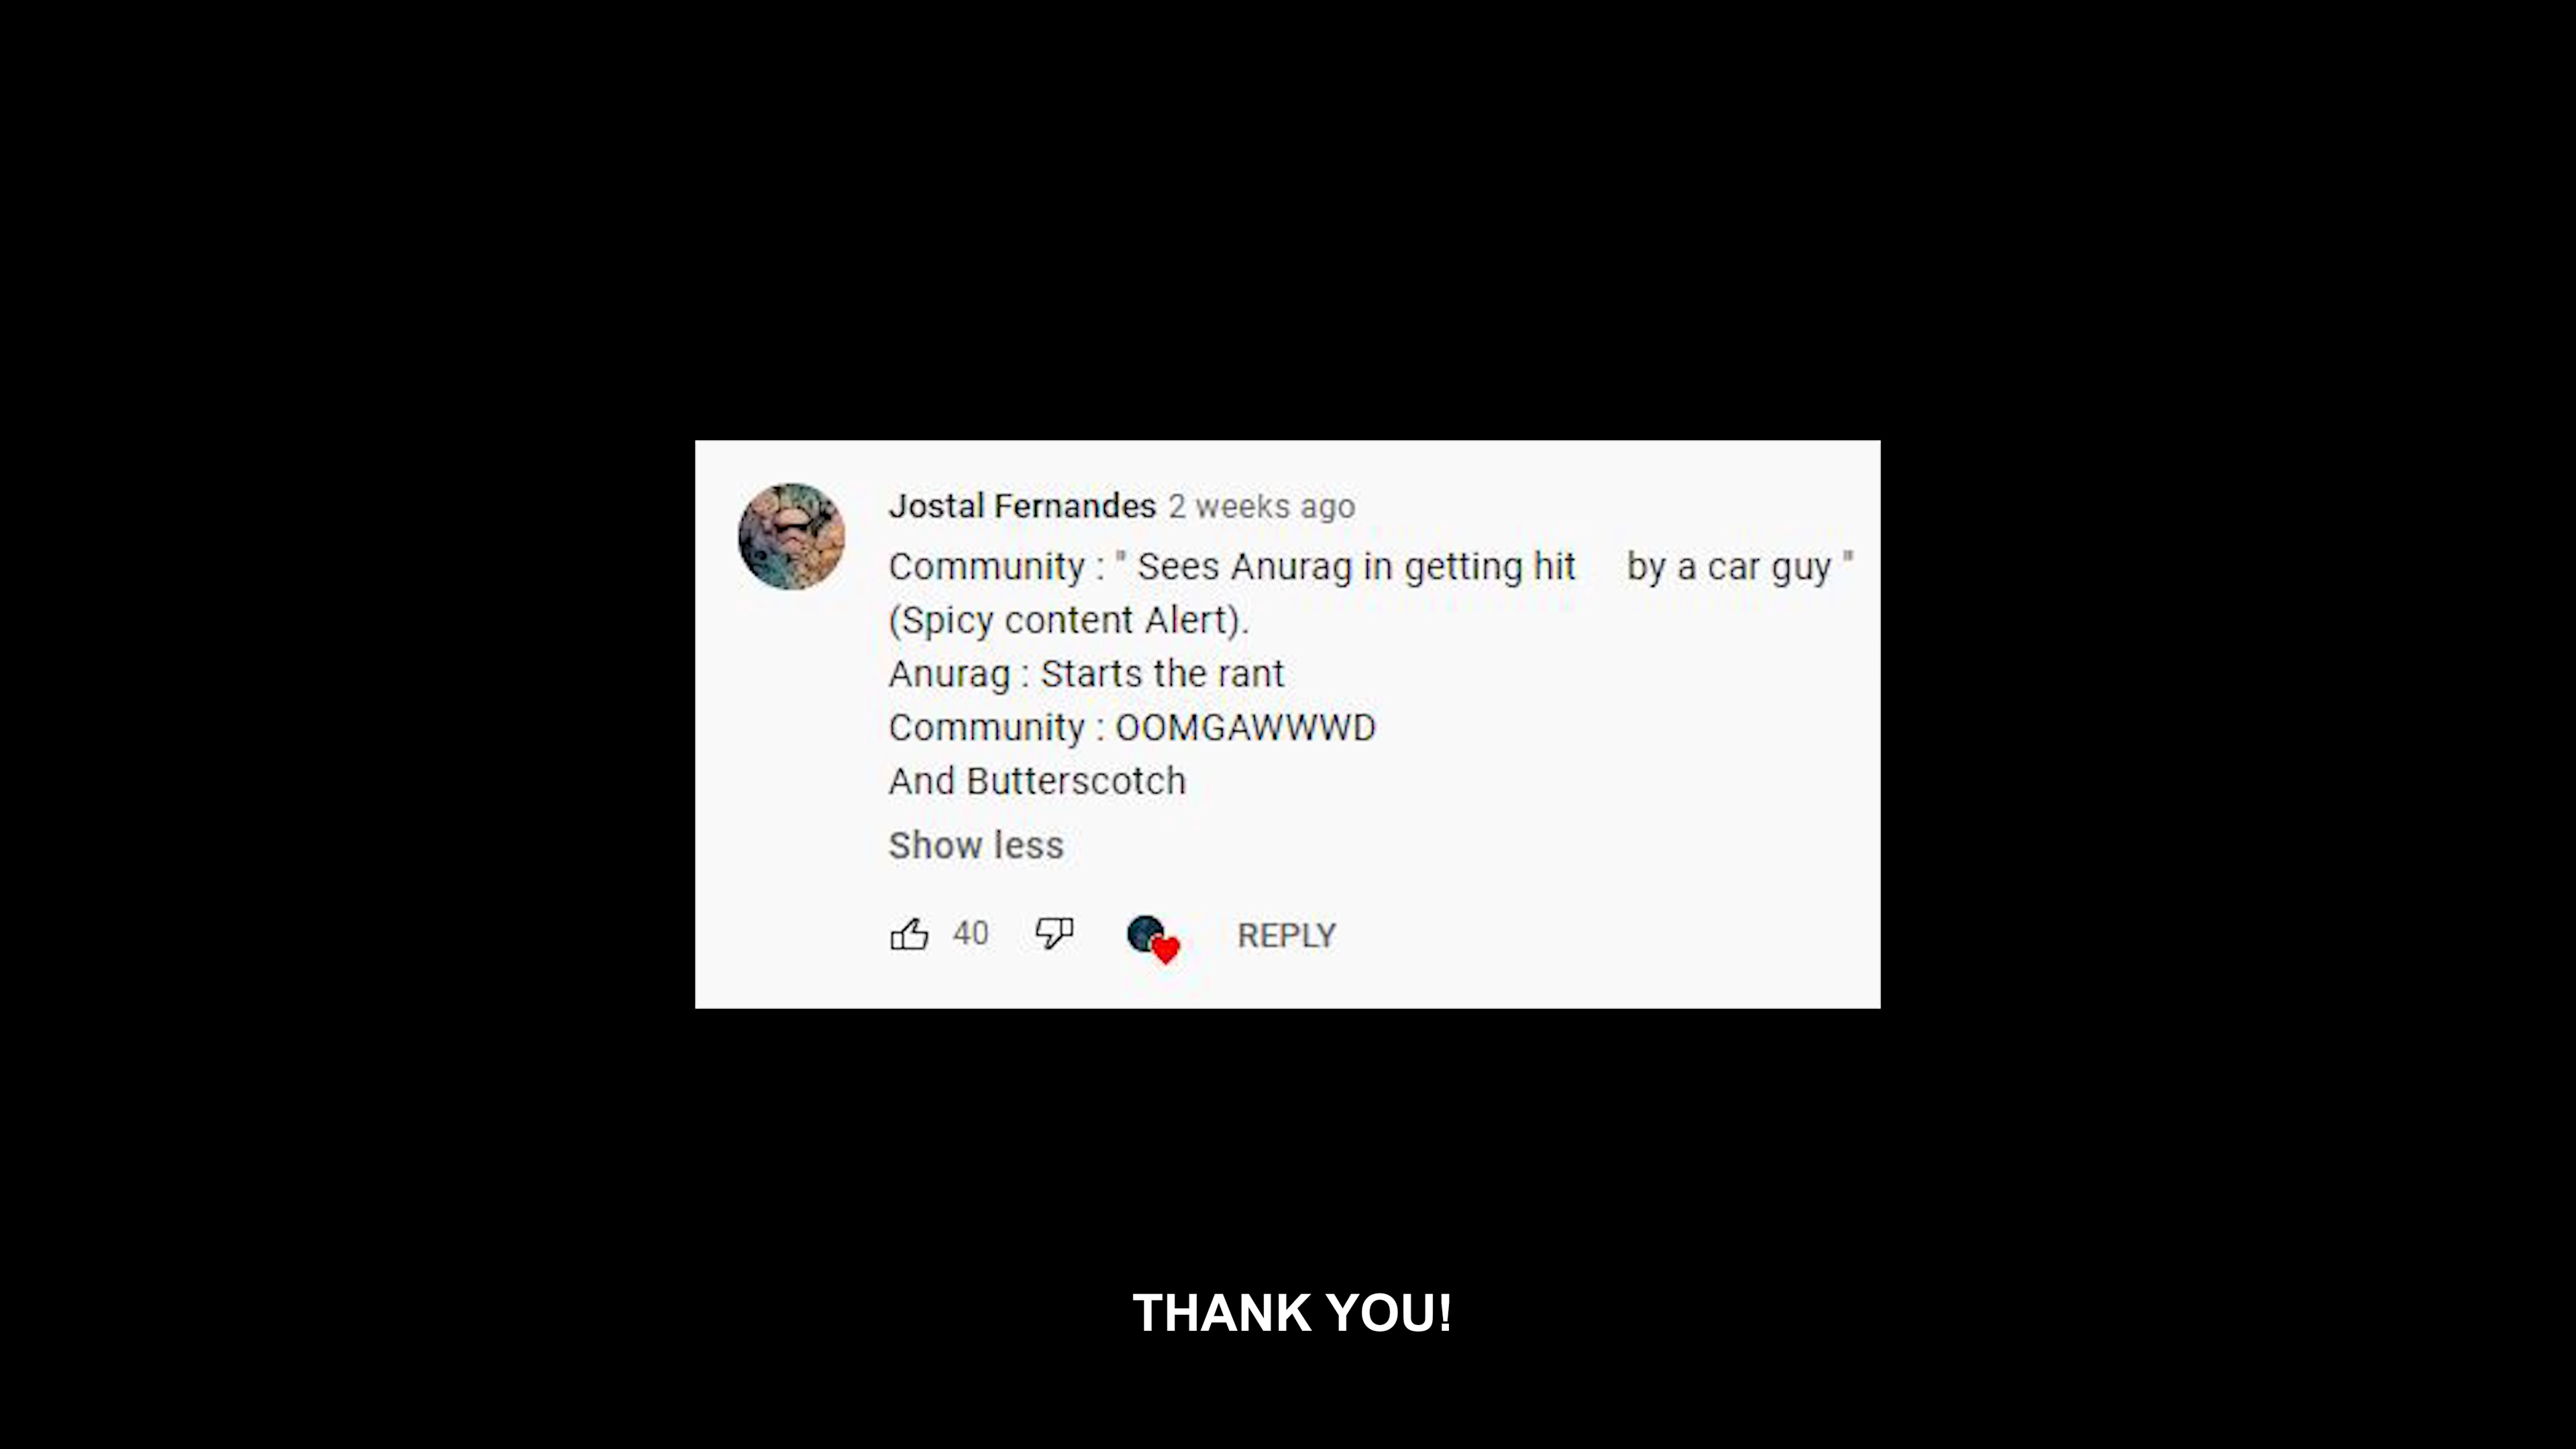 Jostal Fernandes 2 weeks ago
Community : " Sees Anurag in getting hit by a car guy "
(Spicy content Alert).
Anurag : Starts the rant
Community : OOMGAWWWD
And Butterscotch
Show less
40 REPLY
THANK YOU!